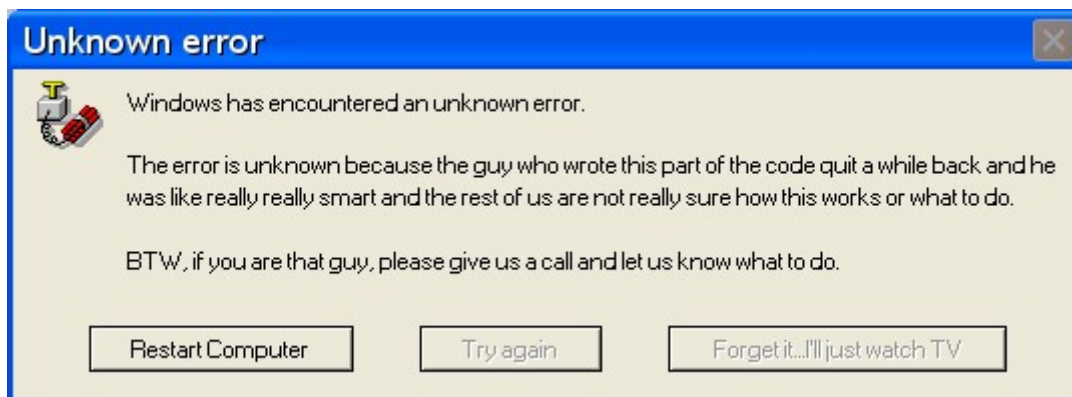 Unknown error
Windows has encountered an unknown error.
The error is unknown because the guy who wrote this part of the code quit a while back and he
was like really really smart and the rest of us are not really sure how this works or what to do.
BTW, if you are that guy, please give us a call and let us know what to do.
Restart Computer Try again Forget it...I'll just watch TV